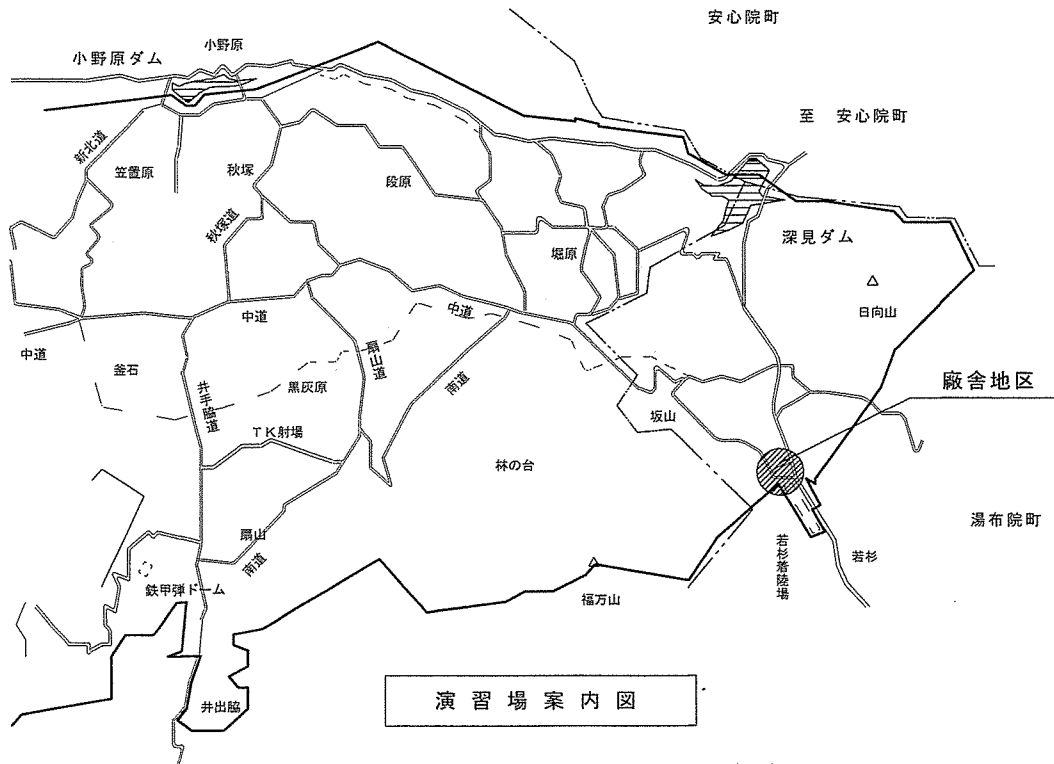 安心院町
小野原
小野原ダム
至 安心院町
新北道
笠置原
秋塚
段原
秋塚道
深見ダム
堀原
日向山
中道
中道
中道
釜石
扇山道
黒灰原
南道
廠舎地区
井手脇道
坂山
TK射場
林の台
湯布院町
扇山
南道
若杉着陸場
若杉
鉄甲弾ドーム
福万山
井出脇
演習場案内図